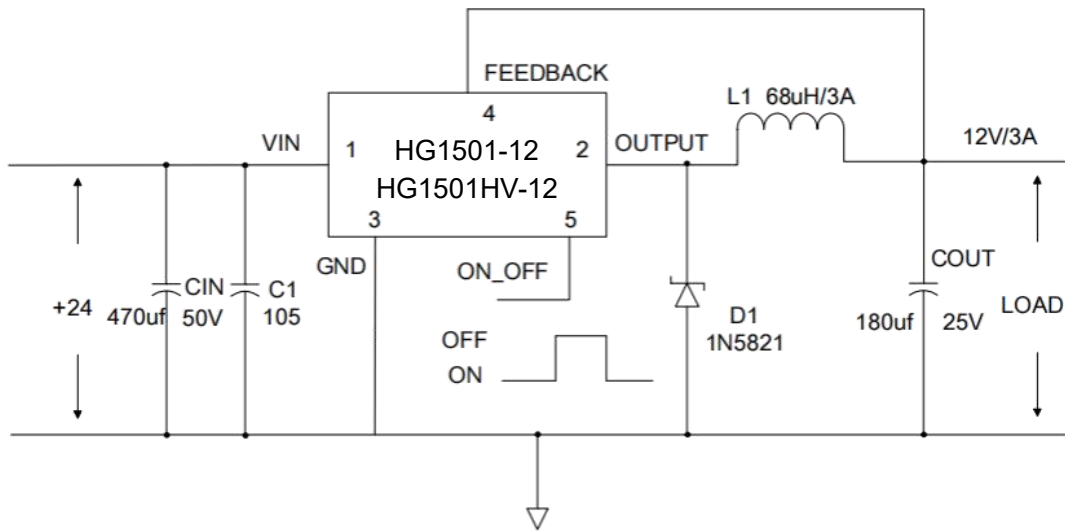 FEEDBACK
L1 68uH/3A
4
VIN
1
HG1501-12
2
OUTPUT
12V/3A
HG1501HV-12
3
5
GND
ON_OFF
COUT
+24
470uf
CIN
50V
C1
105
D1
1N5821
180uf
25V
LOAD
OFF
ON